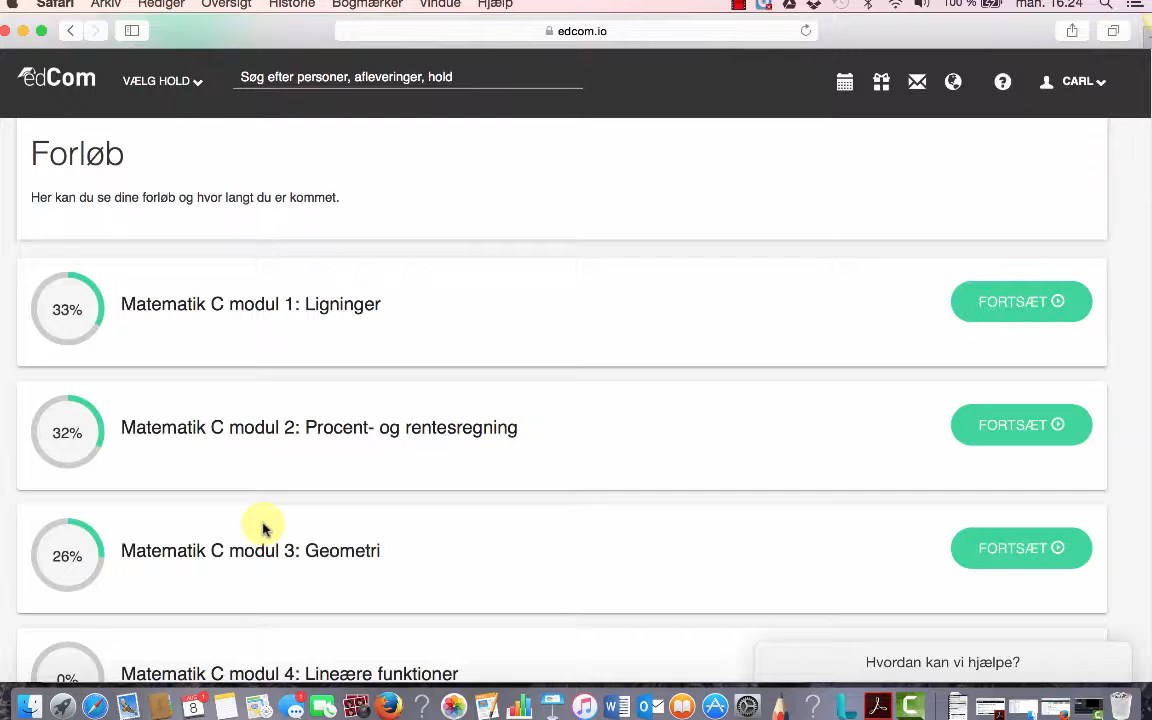 Safari Arkiv Rediger Oversigt Historie Bogmærker Vindue Hjælp 100 % man. 16.24
edcom.io
edCom VÆLG HOLD Søg efter personer, afleveringer, hold CARL
Forløb
Her kan du se dine forløb og hvor langt du er kommet.
33% Matematik C modul 1: Ligninger FORTSÆT
32% Matematik C modul 2: Procent- og rentesregning FORTSÆT
26% Matematik C modul 3: Geometri FORTSÆT
0% Matematik C modul 4: Lineære funktioner
Hvordan kan vi hjælpe?
8